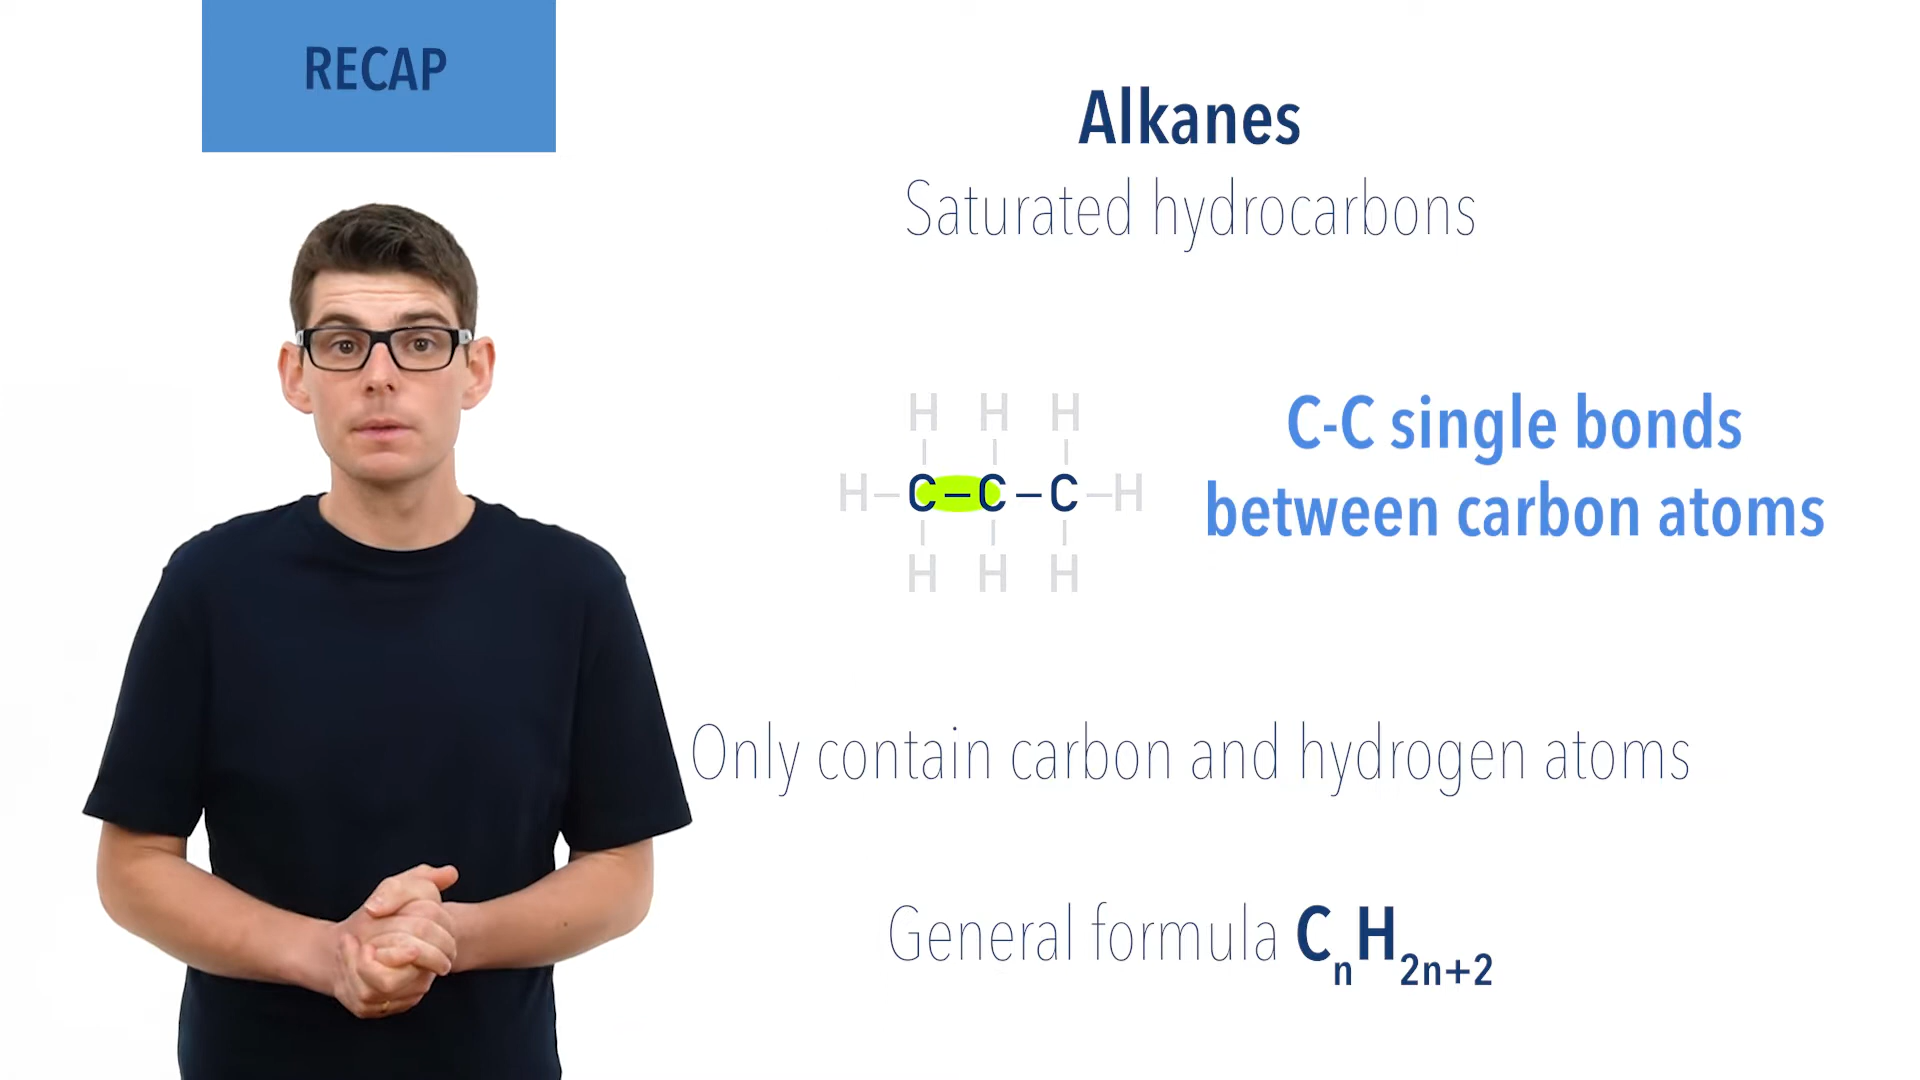 RECAP
Alkanes
Saturated hydrocarbons
H H H
H–C–C–C–H
H H H
C-C single bonds
between carbon atoms
Only contain carbon and hydrogen atoms
General formula CnH2n+2